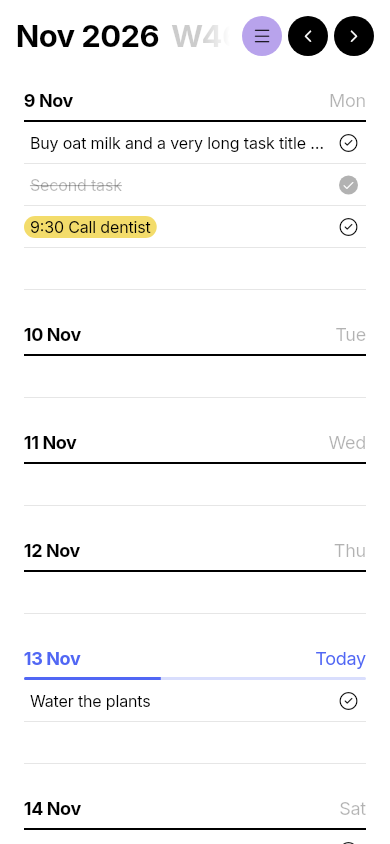 Nov 2026
9 Nov Mon
Buy oat milk and a very long task title ...
Second task
9:30 Call dentist
10 Nov Tue
11 Nov Wed
12 Nov Thu
13 Nov Today
Water the plants
14 Nov Sat